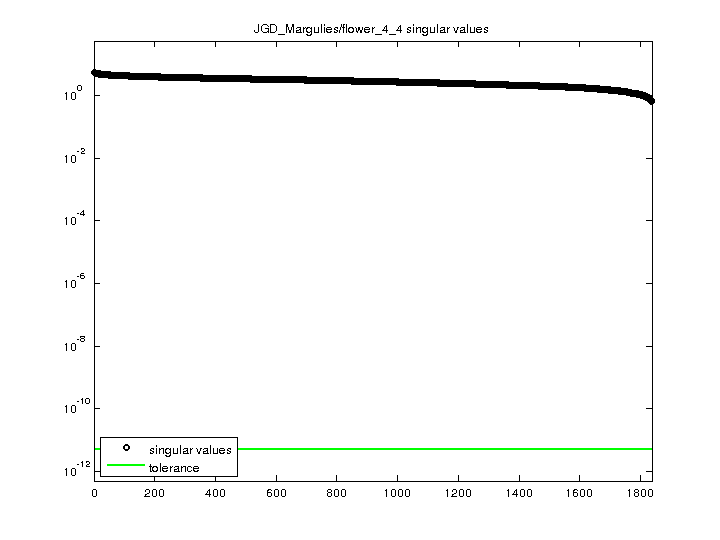 JGD_Margulies/flower_4_4 singular values
10^0
10^-2
10^-4
10^-6
10^-8
10^-10
10^-12
singular values
tolerance
0 200 400 600 800 1000 1200 1400 1600 1800